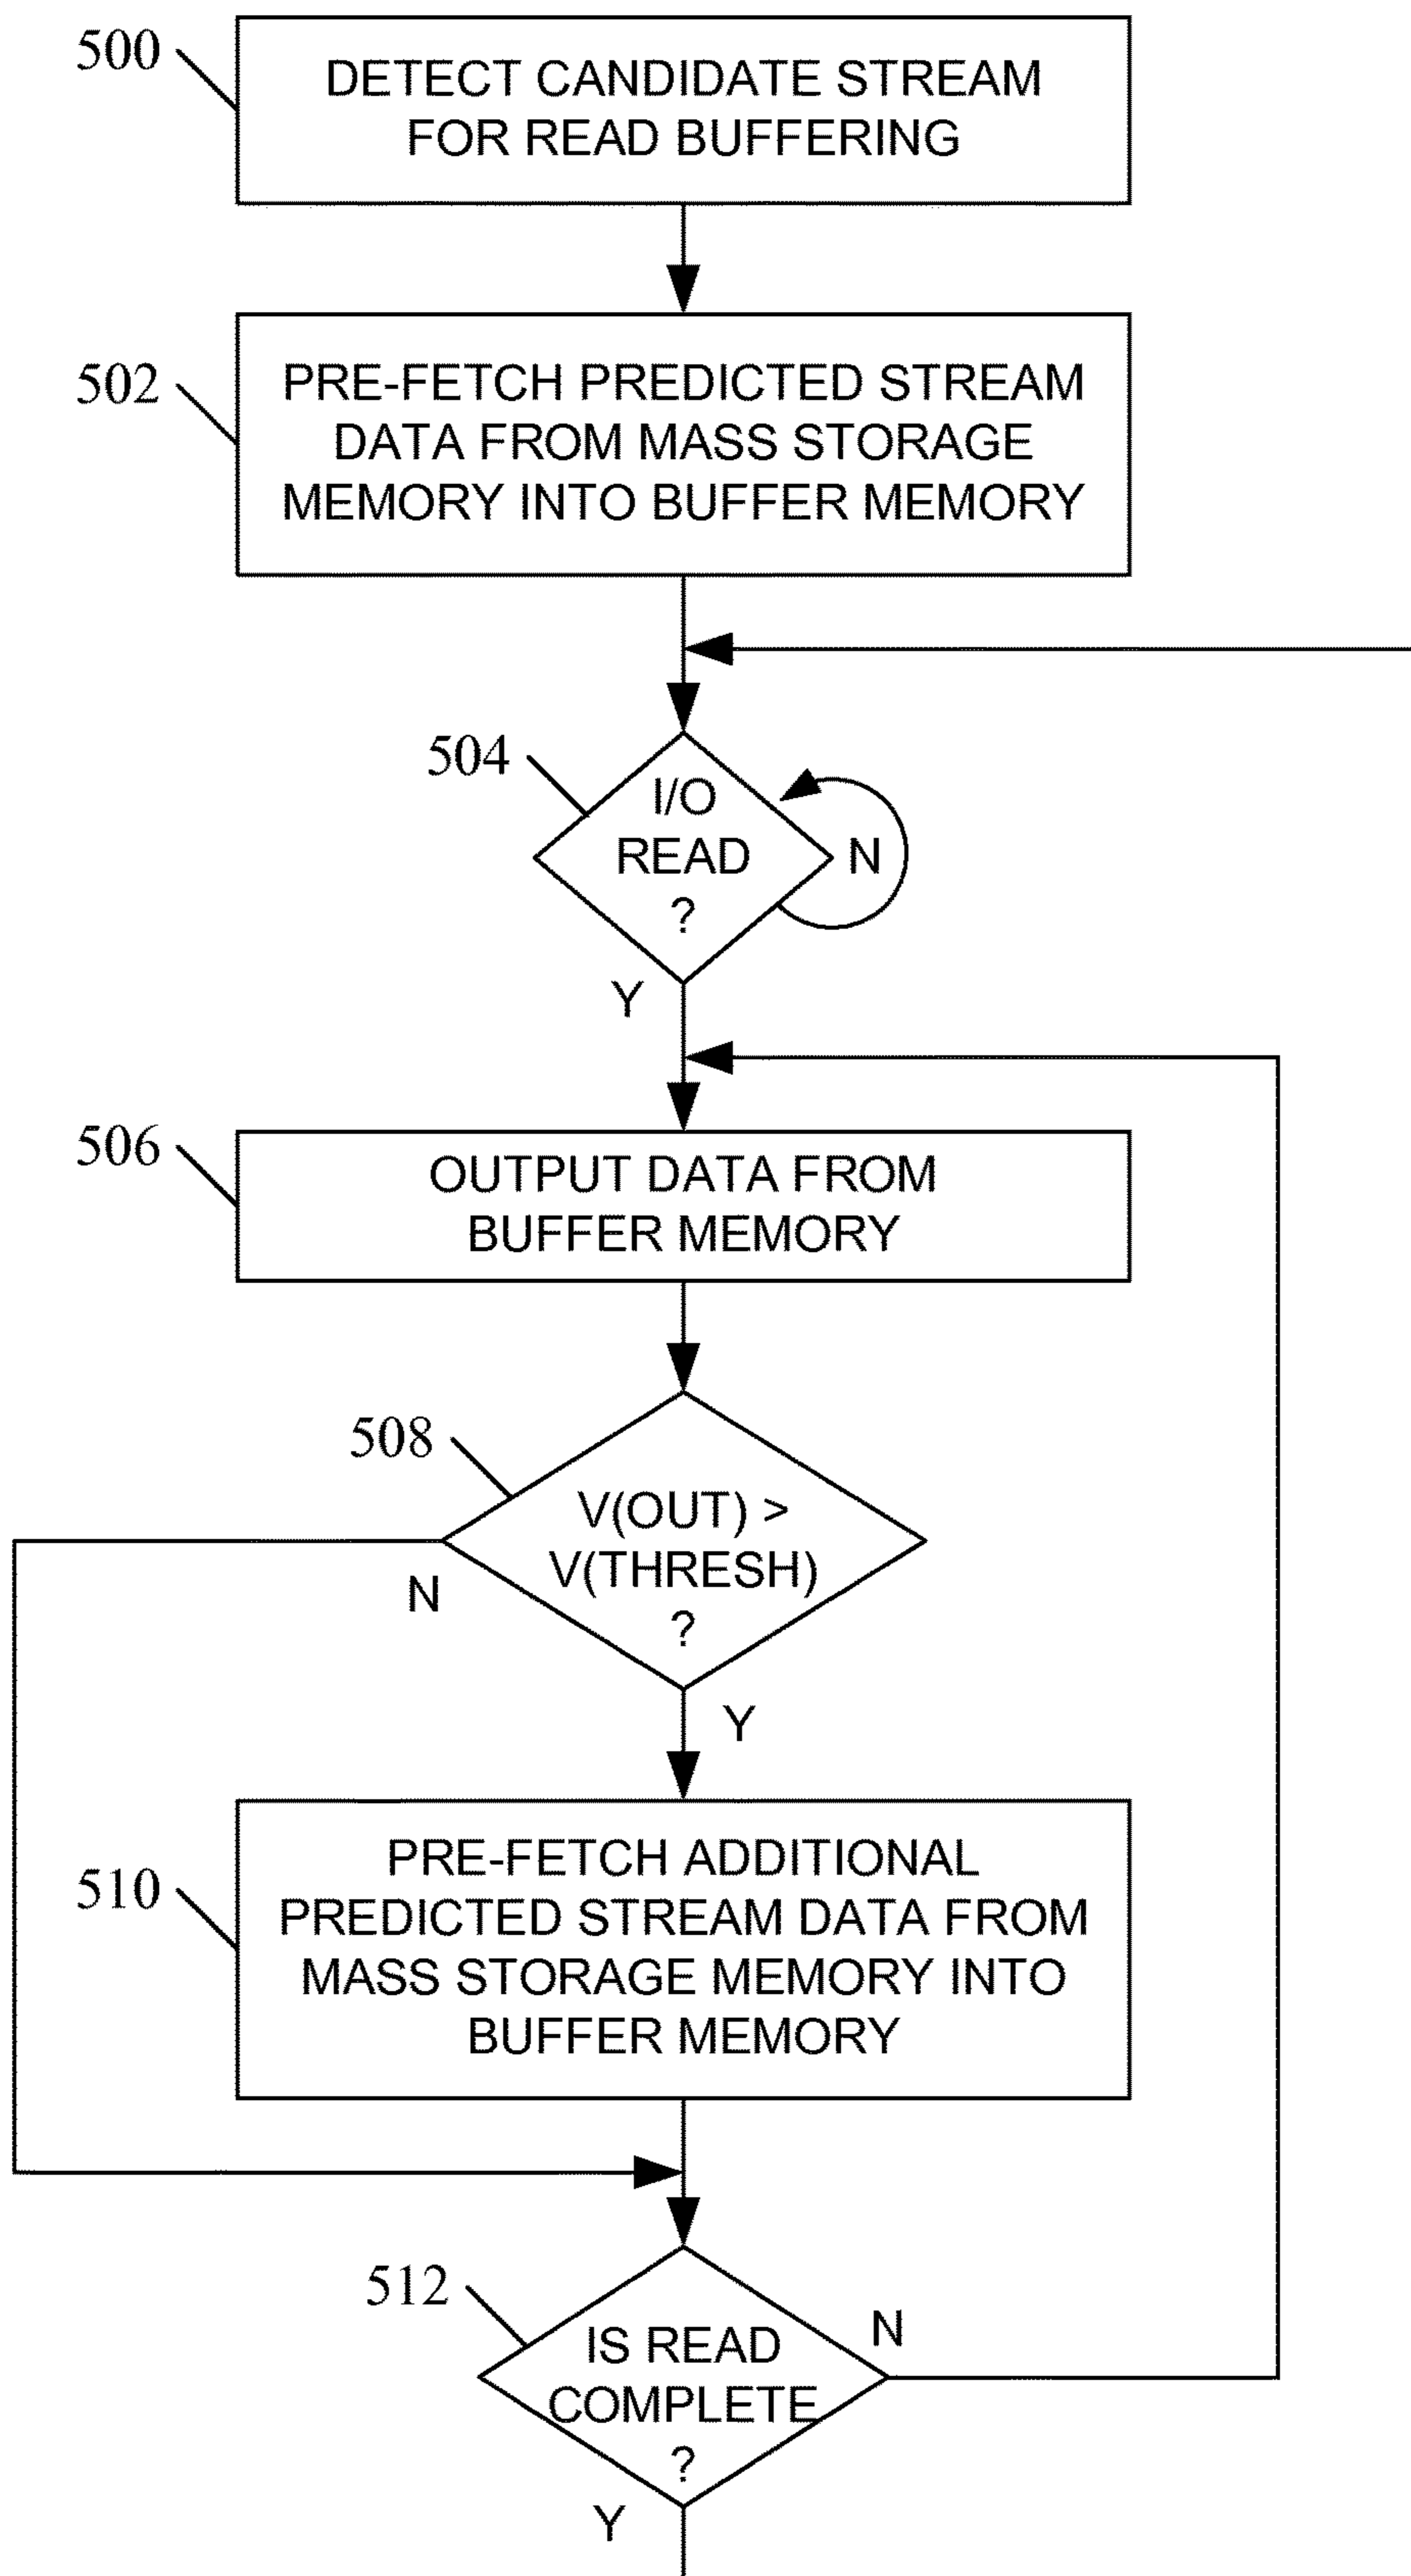 500
DETECT CANDIDATE STREAM
FOR READ BUFFERING
502
PRE-FETCH PREDICTED STREAM
DATA FROM MASS STORAGE
MEMORY INTO BUFFER MEMORY
504
I/O
READ
?
N
Y
506
OUTPUT DATA FROM
BUFFER MEMORY
508
V(OUT) >
V(THRESH)
?
N
Y
510
PRE-FETCH ADDITIONAL
PREDICTED STREAM DATA FROM
MASS STORAGE MEMORY INTO
BUFFER MEMORY
512
IS READ
COMPLETE
?
N
Y